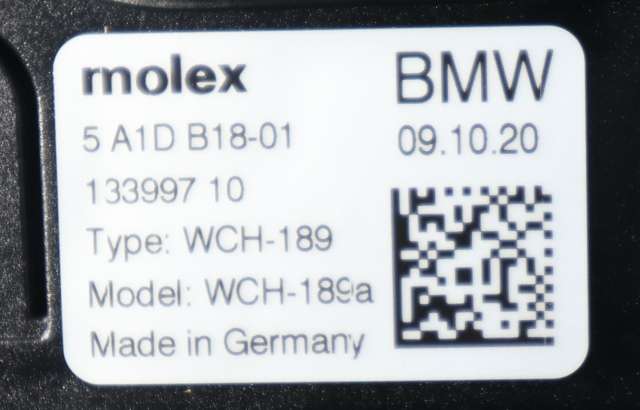 molex
BMW
5 A1D B18-01
09.10.20
133997 10
Type: WCH-189
Model: WCH-189a
Made in Germany